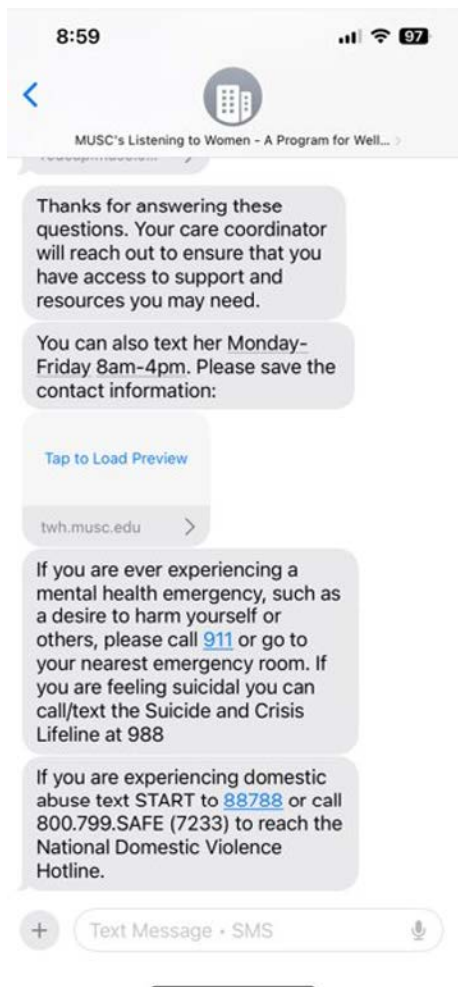 8:59
97
MUSC's Listening to Women - A Program for Well...
Thanks for answering these
questions. Your care coordinator
will reach out to ensure that you
have access to support and
resources you may need.
You can also text her Monday-
Friday 8am-4pm. Please save the
contact information:
Tap to Load Preview
twh.musc.edu
If you are ever experiencing a
mental health emergency, such as
a desire to harm yourself or
others, please call 911 or go to
your nearest emergency room. If
you are feeling suicidal you can
call/text the Suicide and Crisis
Lifeline at 988
If you are experiencing domestic
abuse text START to 88788 or call
800.799.SAFE (7233) to reach the
National Domestic Violence
Hotline.
Text Message • SMS